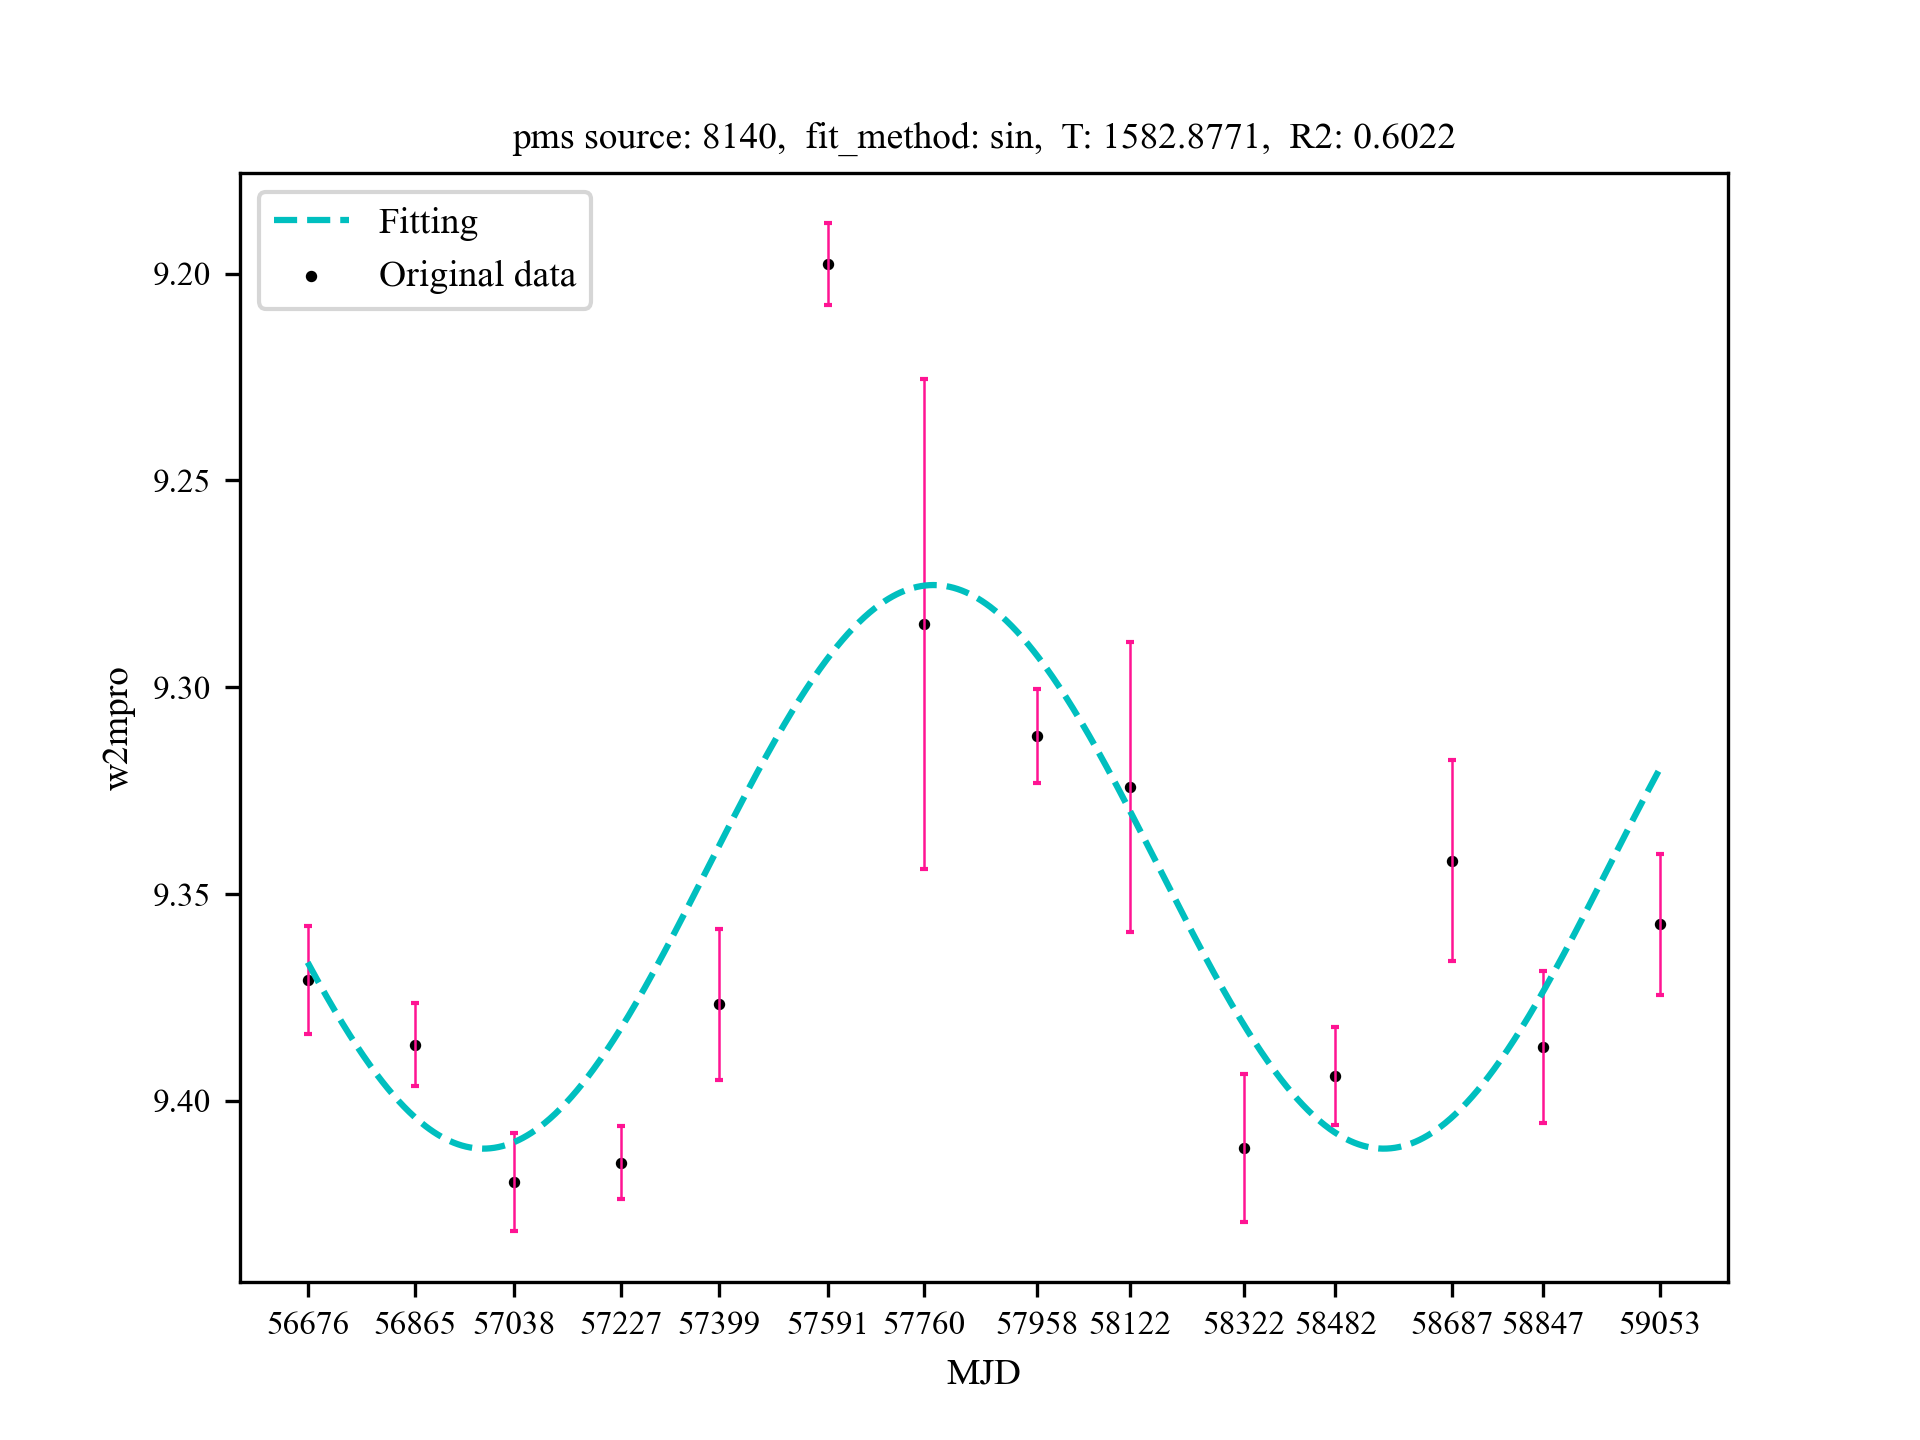 pms source: 8140,  fit_method: sin,  T: 1582.8771,  R2: 0.6022
Fitting
Original data
9.20
9.25
9.30
9.35
9.40
w2mpro
56676 56865 57038 57227 57399 57591 57760 57958 58122 58322 58482 58687 58847 59053
MJD